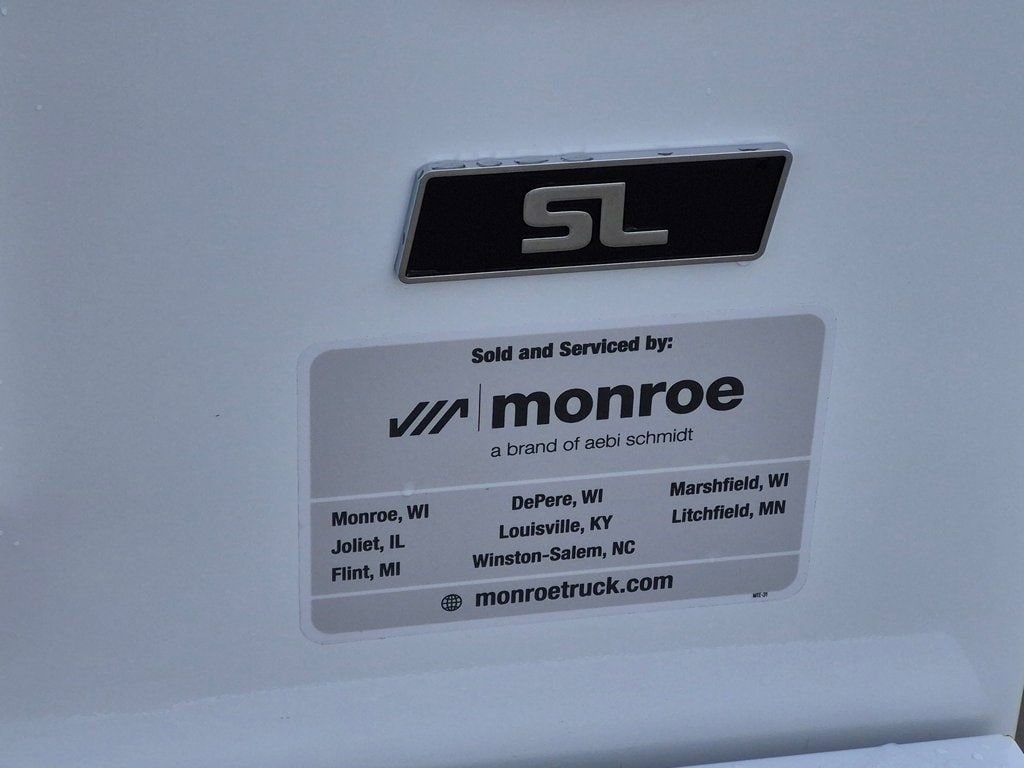 SL
Sold and Serviced by:
monroe
a brand of aebi schmidt
Monroe, WI
Joliet, IL
Flint, MI
DePere, WI
Louisville, KY
Winston-Salem, NC
Marshfield, WI
Litchfield, MN
monroetruck.com